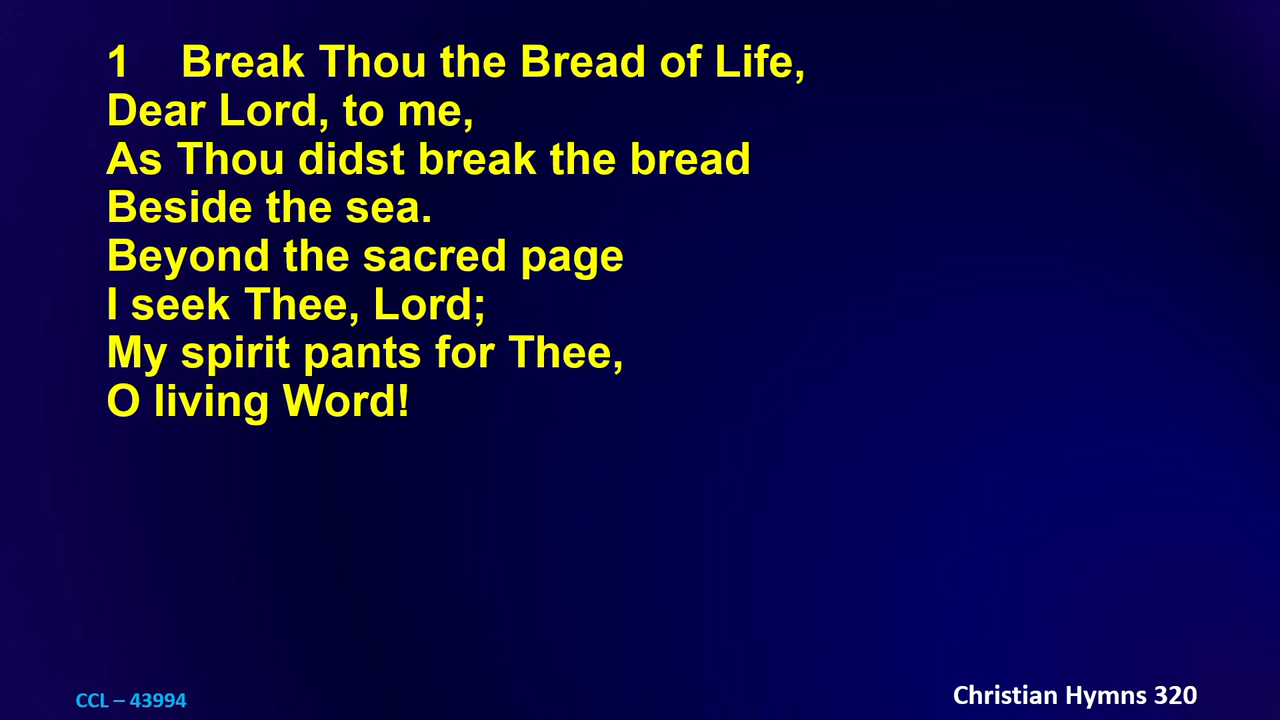 1 Break Thou the Bread of Life,
Dear Lord, to me,
As Thou didst break the bread
Beside the sea.
Beyond the sacred page
I seek Thee, Lord;
My spirit pants for Thee,
O living Word!
CCL – 43994
Christian Hymns 320